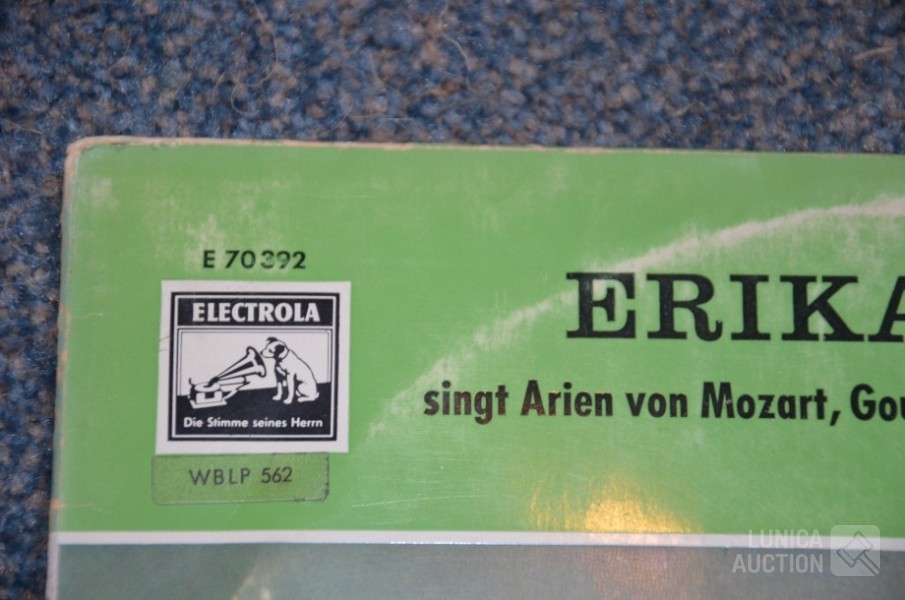 E 70392
ELECTROLA
Die Stimme seines Herrn
WBLP 562
ERIKA
singt Arien von Mozart, Gou
LUNICA
AUCTION